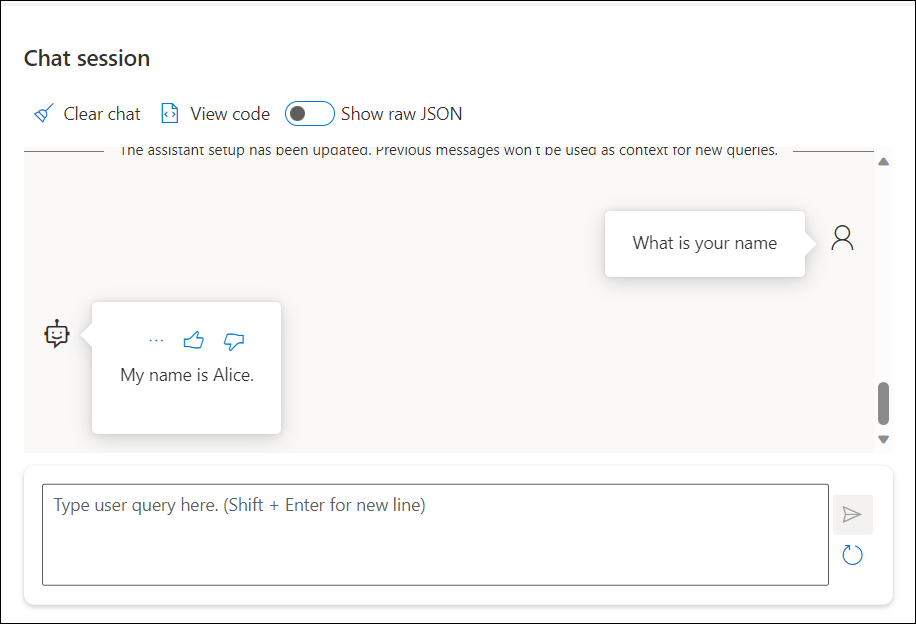 Chat session
Clear chat View code Show raw JSON
The assistant setup has been updated. Previous messages won't be used as context for new queries.
What is your name
My name is Alice.
Type user query here. (Shift + Enter for new line)